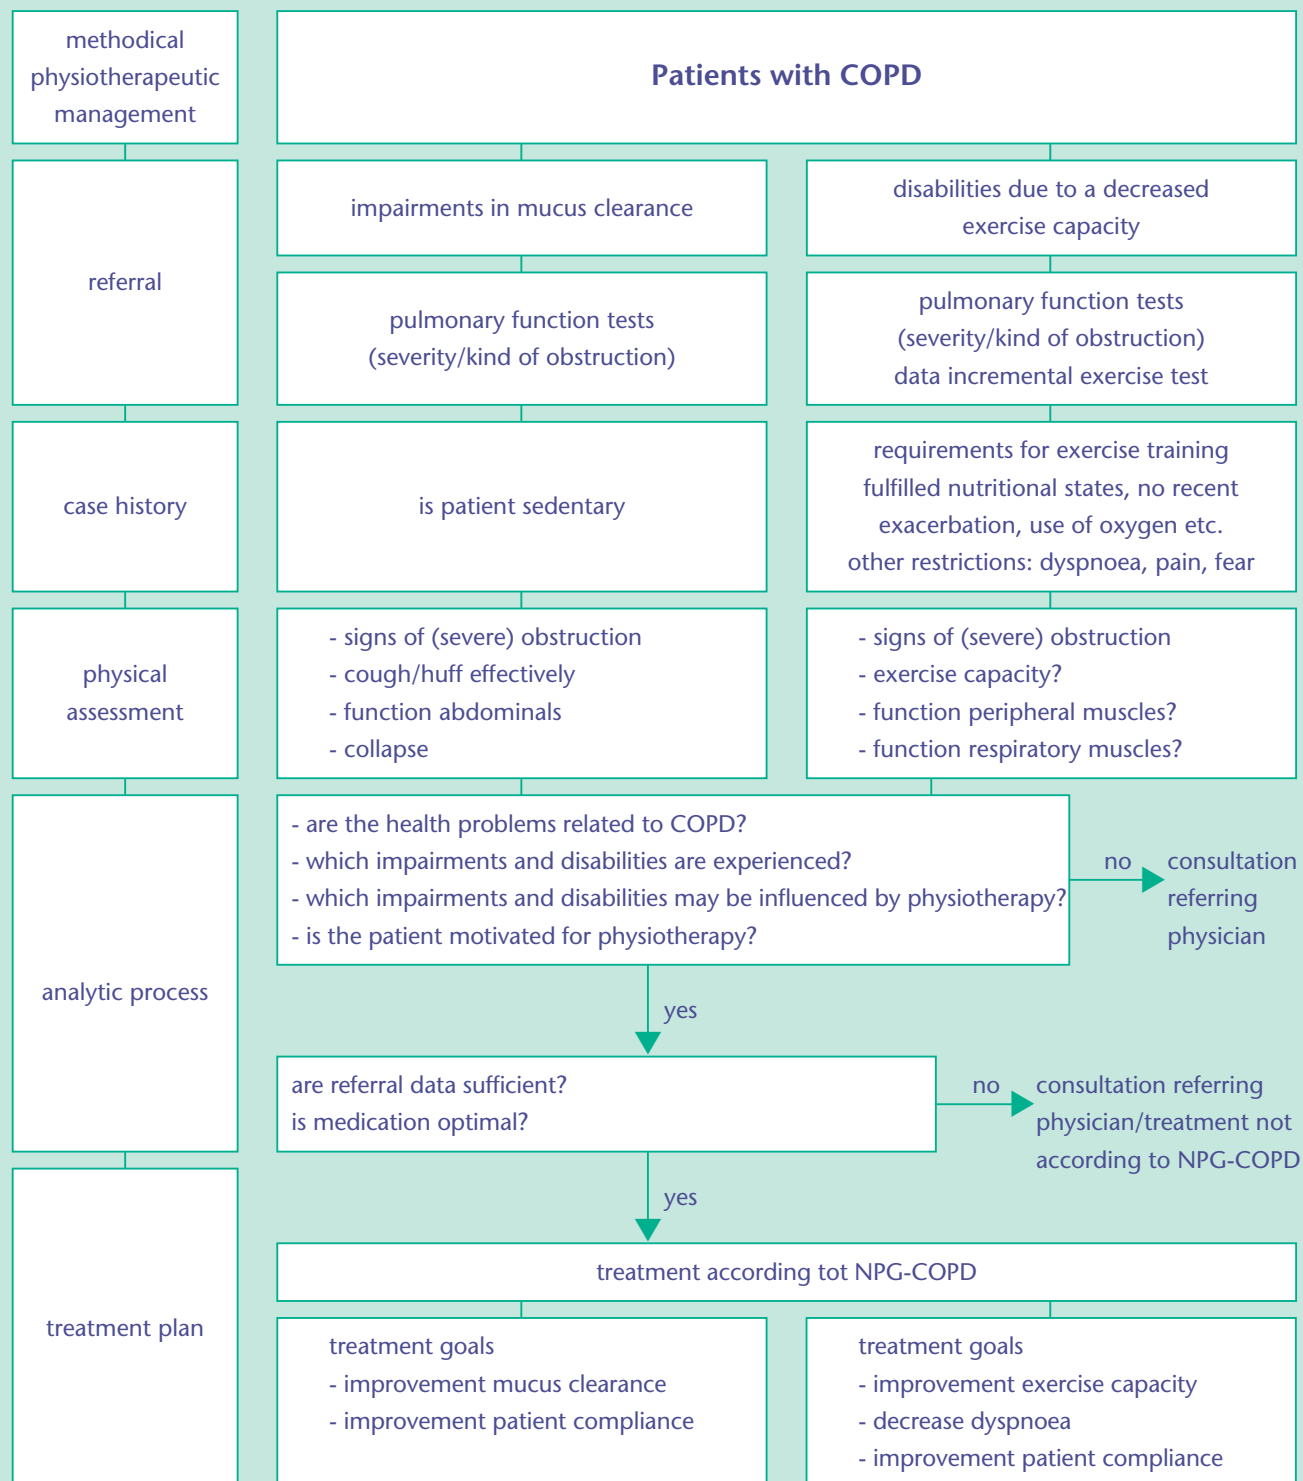 methodical
physiotherapeutic
management
Patients with COPD
referral
impairments in mucus clearance
disabilities due to a decreased
exercise capacity
pulmonary function tests
(severity/kind of obstruction)
pulmonary function tests
(severity/kind of obstruction)
data incremental exercise test
case history
is patient sedentary
requirements for exercise training
fulfilled nutritional states, no recent
exacerbation, use of oxygen etc.
other restrictions: dyspnoea, pain, fear
physical
assessment
- signs of (severe) obstruction
- cough/huff effectively
- function abdominals
- collapse
- signs of (severe) obstruction
- exercise capacity?
- function peripheral muscles?
- function respiratory muscles?
analytic process
- are the health problems related to COPD?
- which impairments and disabilities are experienced?
- which impairments and disabilities may be influenced by physiotherapy?
- is the patient motivated for physiotherapy?
no
consultation
referring
physician
yes
are referral data sufficient?
is medication optimal?
no
consultation referring
physician/treatment not
according to NPG-COPD
yes
treatment plan
treatment according tot NPG-COPD
treatment goals
- improvement mucus clearance
- improvement patient compliance
treatment goals
- improvement exercise capacity
- decrease dyspnoea
- improvement patient compliance